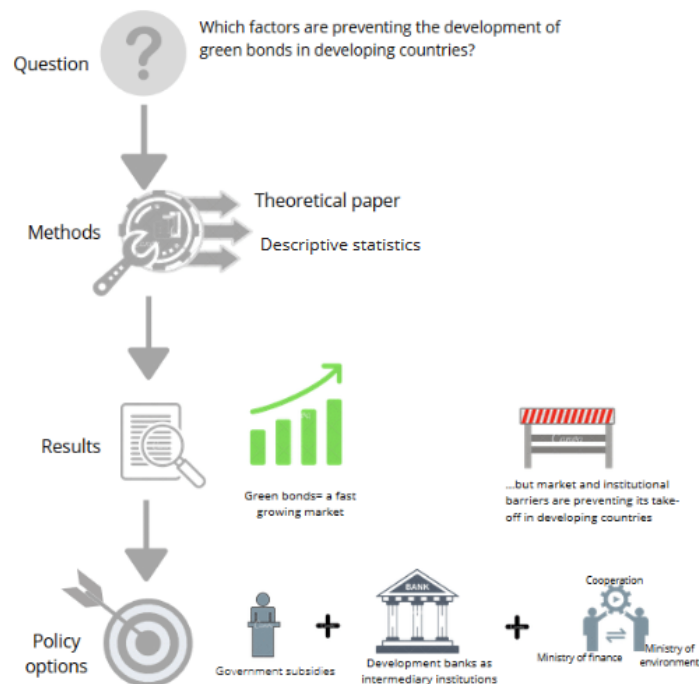 Question
Which factors are preventing the development of
green bonds in developing countries?
Methods
Theoretical paper
Descriptive statistics
Results
Green bonds= a fast
growing market
...but market and institutional
barriers are preventing its take-
off in developing countries
Policy
options
Government subsidies
BANK
Development banks as
intermediary institutions
Cooperation
Ministry of finance
Ministry of
environment